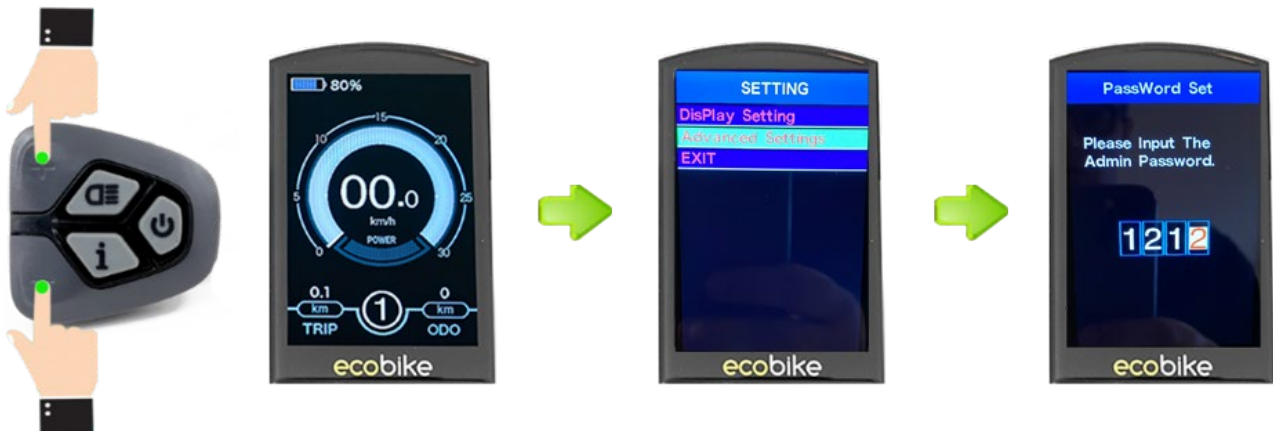 80%
15
10
20
00.0
5
25
km/h
POWER
0
30
0.1
0
km
1
km
TRIP
ODO
ecobike
i
SETTING
DisPlay Setting
Advanced Settings
EXIT
ecobike
PassWord Set
Please Input The
Admin Password.
1212
ecobike